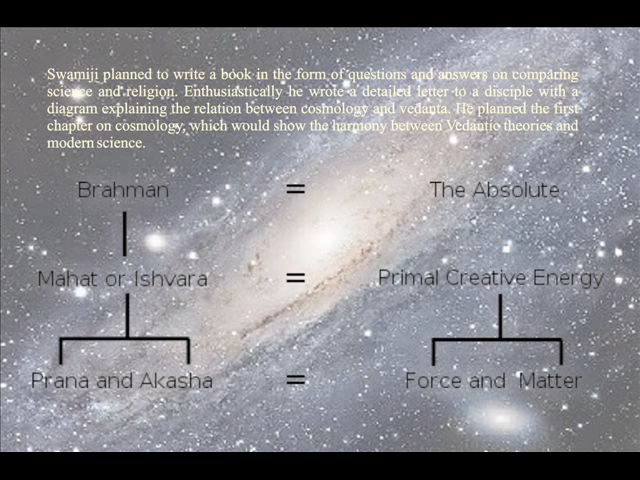 Swamiji planned to write a book in the form of questions and answers on comparing
science and religion. Enthusiastically he wrote a detailed letter to a disciple with a
diagram explaining the relation between cosmology and vedanta. He planned the first
chapter on cosmology, which would show the harmony between Vedantic theories and
modern science.
Brahman = The Absolute
Mahat or Ishvara = Primal Creative Energy
Prana and Akasha = Force and Matter